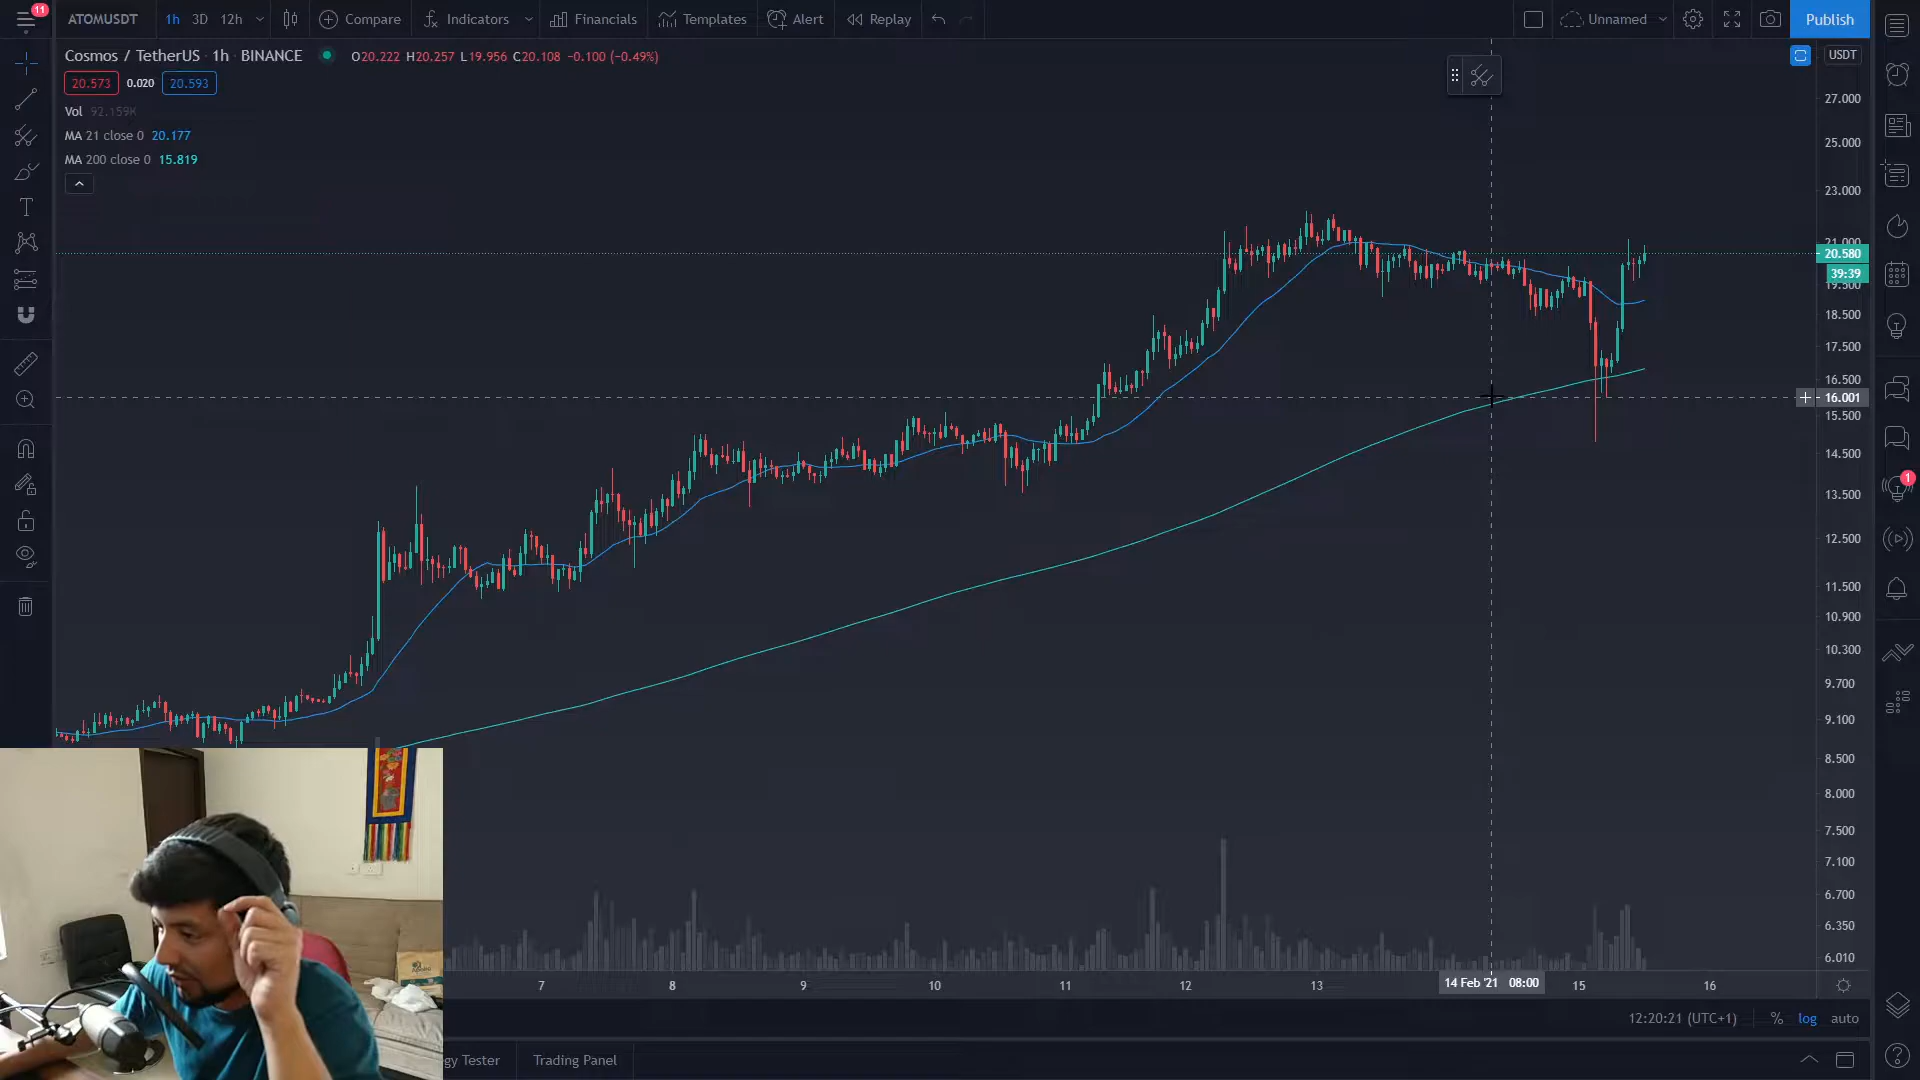 11
ATOMUSDT
1h
3D
12h
Compare
Indicators
Financials
Templates
Alert
Replay
Unnamed
Publish
Cosmos / TetherUS · 1h · BINANCE
O20.222 H20.257 L19.956 C20.108 −0.100 (−0.49%)
USDT
20.573
0.020
20.593
Vol 92.159K
MA 21 close 0 20.177
MA 200 close 0 15.819
27.000
25.000
23.000
21.000
20.580
39:39
19.500
18.500
17.500
16.500
16.001
15.500
14.500
13.500
1
12.500
11.500
10.900
10.300
9.700
9.100
8.500
8.000
7.500
7.100
6.700
6.350
6.010
7
8
9
10
11
12
13
14 Feb '21 08:00
15
16
12:20:21 (UTC+1)
%
log
auto
gy Tester
Trading Panel